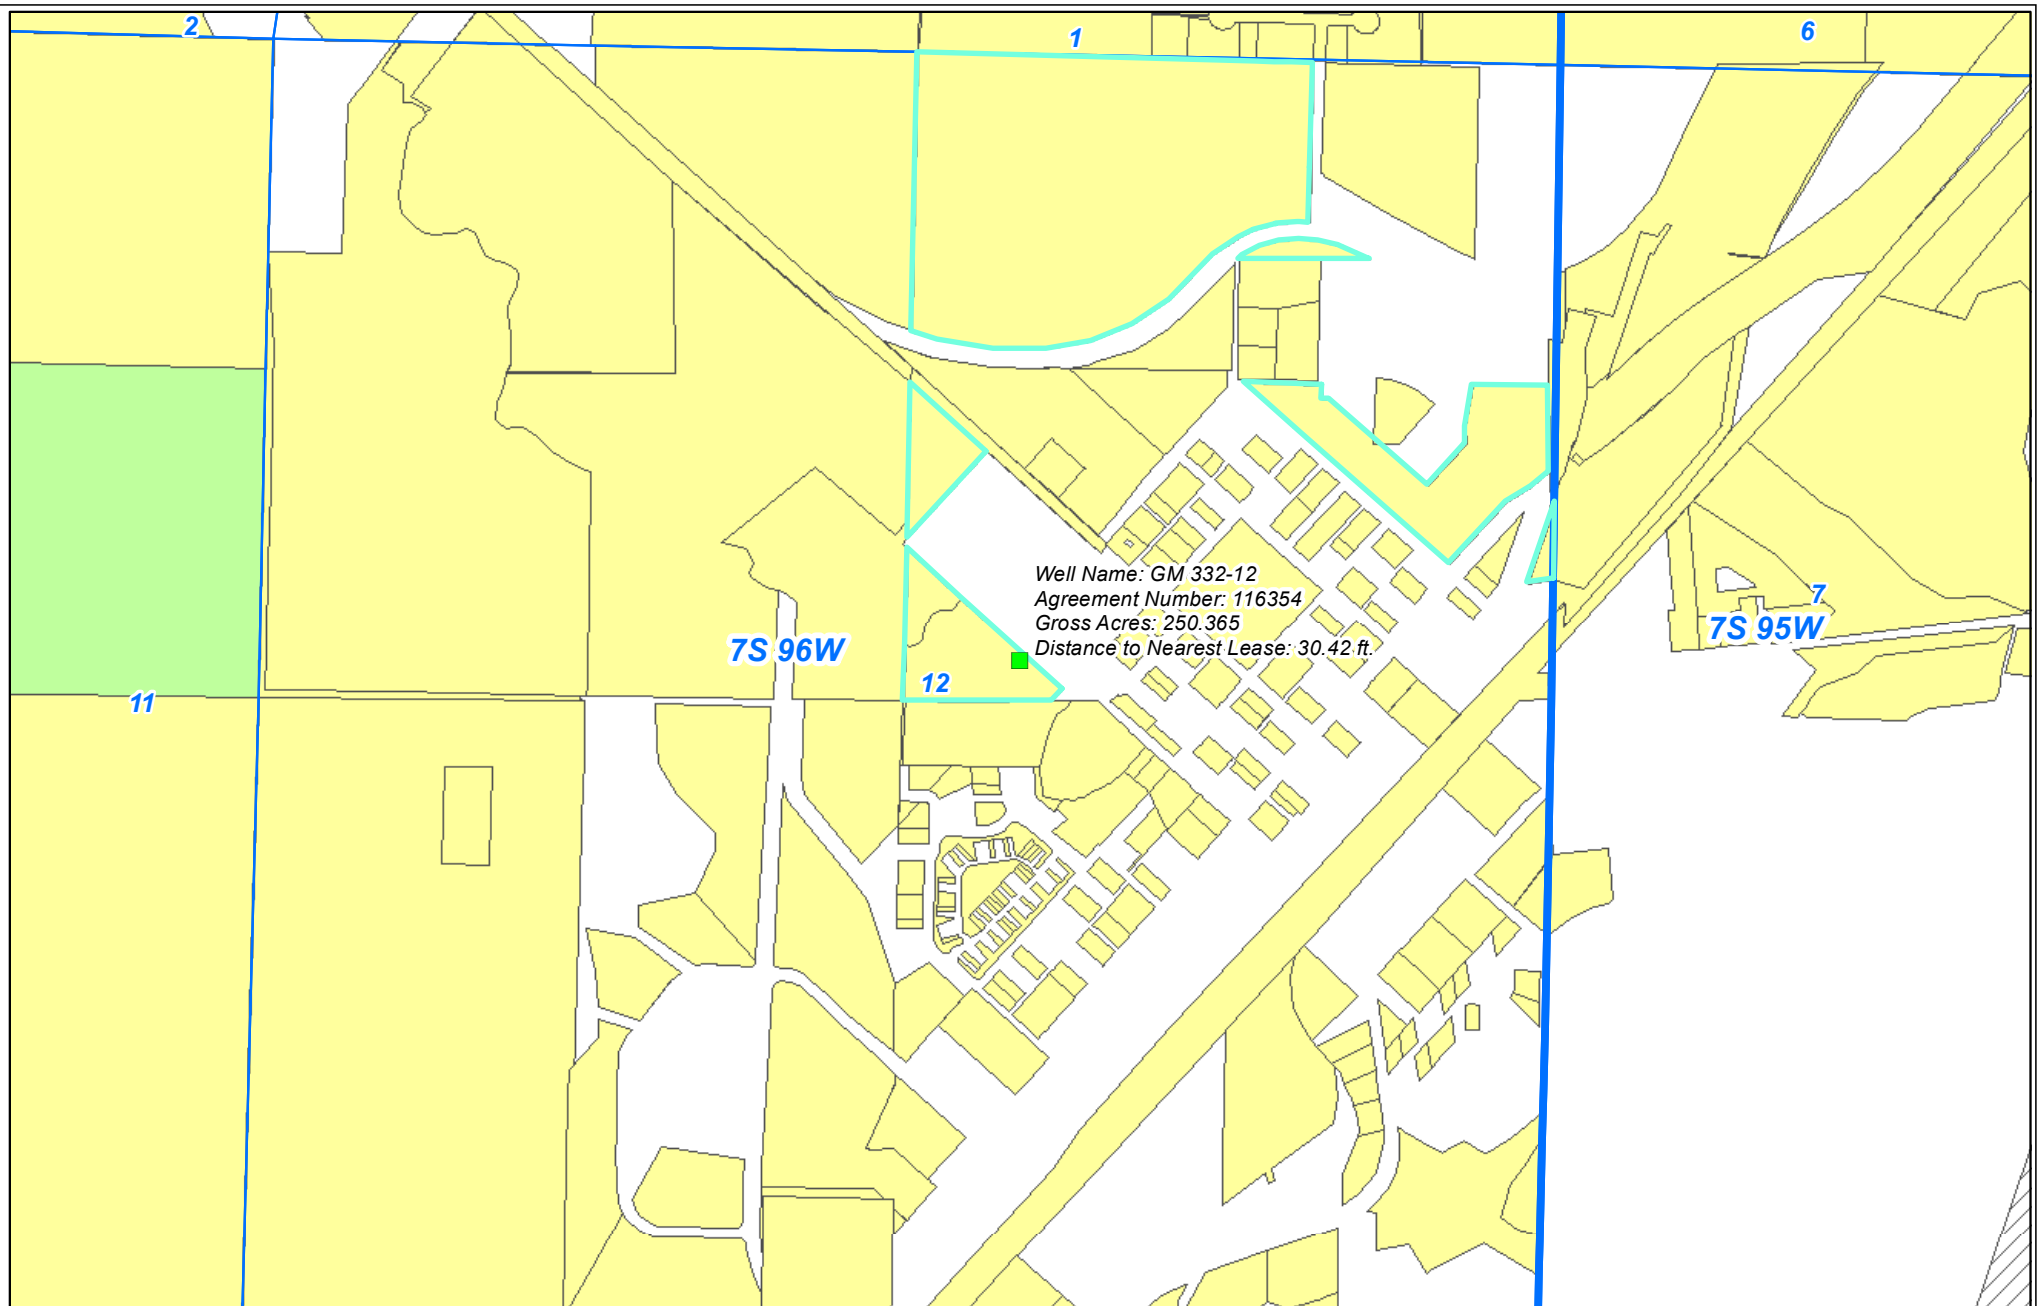 2
1
6
Well Name: GM 332-12
Agreement Number: 116354
Gross Acres: 250.365
Distance to Nearest Lease: 30.42 ft.
7
7S 95W
7S 96W
12
11